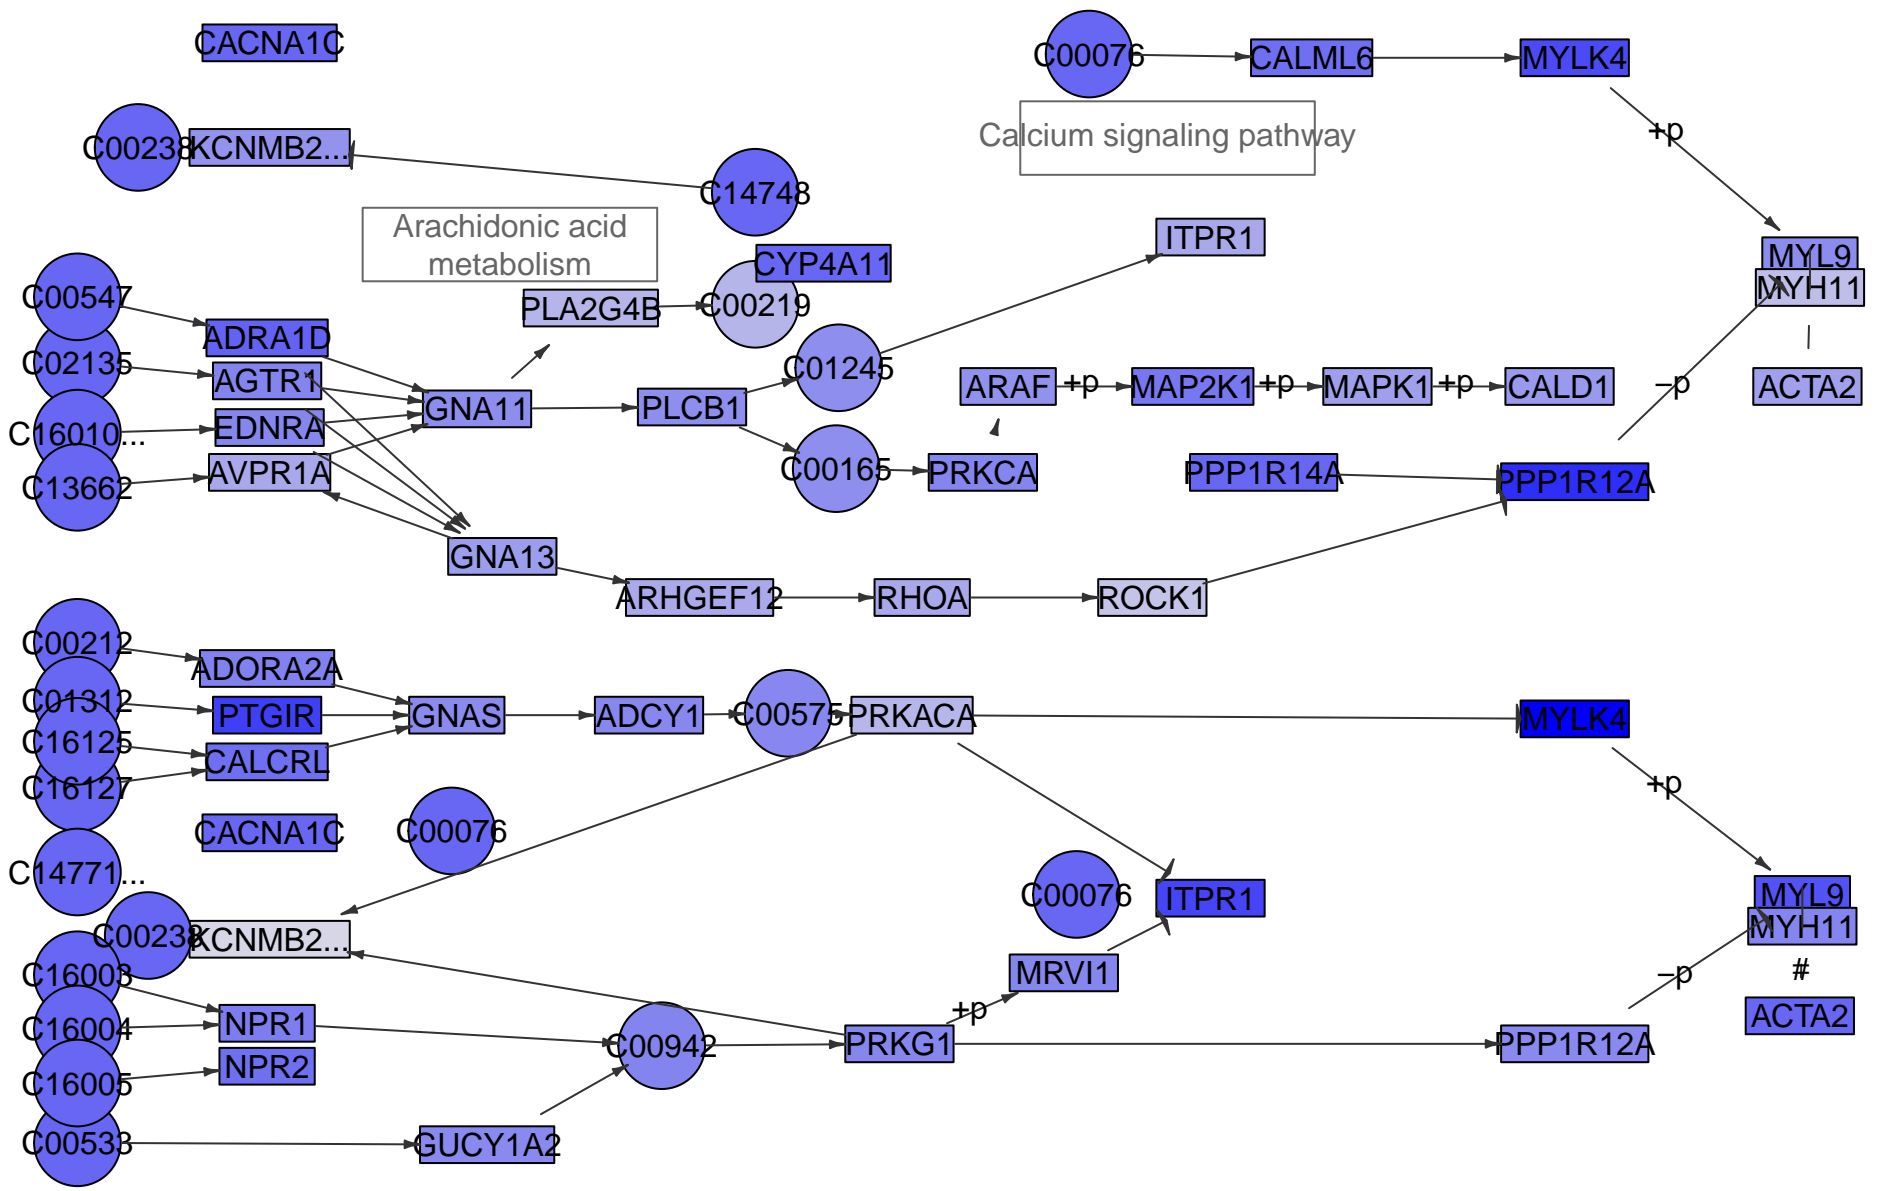 CACNA1C
C00076
CALML6
MYLK4
+p
C00238
KCNMB2...
Calcium signaling pathway
C14748
Arachidonic acid
metabolism
ITPR1
CYP4A11
MYL9
MYH11
C00547
PLA2G4B
C00219
ADRA1D
C02135
AGTR1
C01245
ARAF
+p
MAP2K1
+p
MAPK1
+p
CALD1
–p
ACTA2
GNA11
PLCB1
C16010...
EDNRA
AVPR1A
C13662
C00165
PRKCA
PPP1R14A
PPP1R12A
GNA13
ARHGEF12
RHOA
ROCK1
C00212
ADORA2A
C01312
PTGIR
GNAS
ADCY1
C00575
PRKACA
MYLK4
C16125
CALCRL
C16127
+p
CACNA1C
C00076
C14771...
C00076
ITPR1
MYL9
MYH11
C00238
KCNMB2...
C16003
MRVI1
–p
#
+p
ACTA2
C16004
NPR1
C00942
PRKG1
PPP1R12A
NPR2
C16005
C00533
GUCY1A2